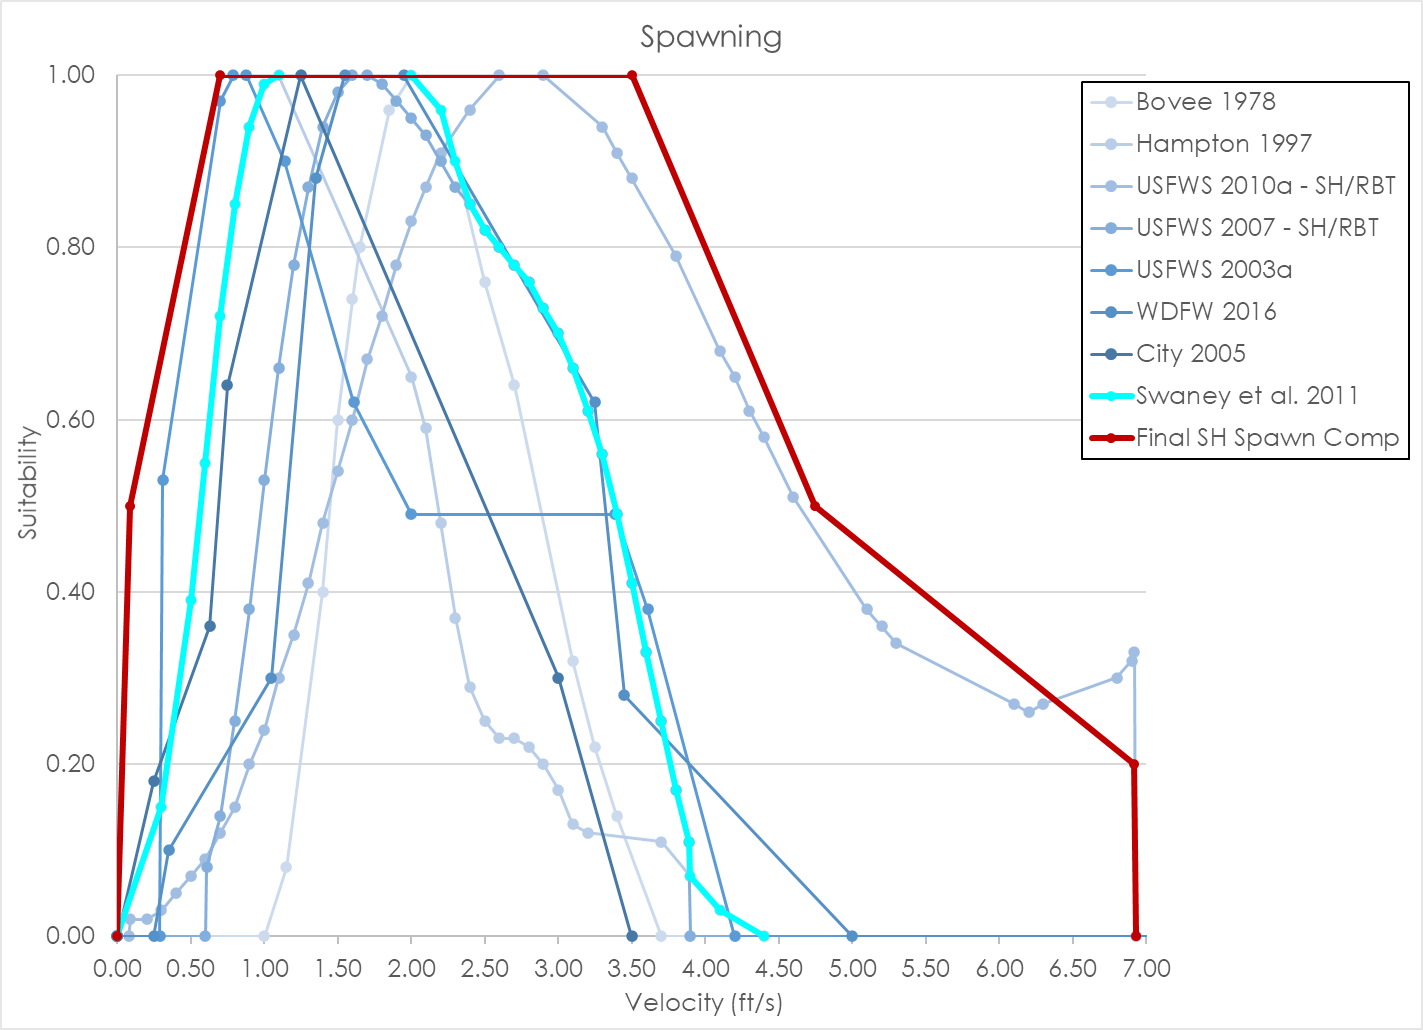 Spawning
1.00
0.80
0.60
0.40
0.20
0.00
Suitability
0.00 0.50 1.00 1.50 2.00 2.50 3.00 3.50 4.00 4.50 5.00 5.50 6.00 6.50 7.00
Velocity (ft/s)
Bovee 1978
Hampton 1997
USFWS 2010a - SH/RBT
USFWS 2007 - SH/RBT
USFWS 2003a
WDFW 2016
City 2005
Swaney et al. 2011
Final SH Spawn Comp